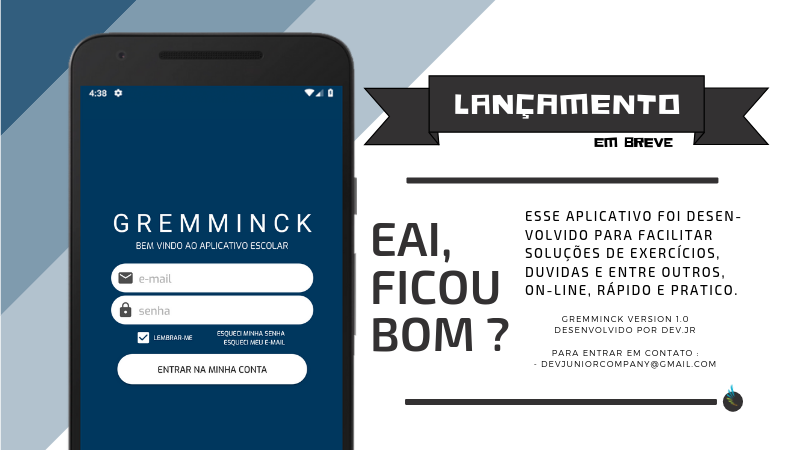 4:38
GREMMINCK
BEM VINDO AO APLICATIVO ESCOLAR
e-mail
senha
LEMBRAR-ME
ESQUECI MINHA SENHA
ESQUECI MEU E-MAIL
ENTRAR NA MINHA CONTA
LANÇAMENTO
EM BREVE
EAI,
FICOU
BOM ?
ESSE APLICATIVO FOI DESEN-
VOLVIDO PARA FACILITAR
SOLUÇÕES DE EXERCÍCIOS,
DUVIDAS E ENTRE OUTROS,
ON-LINE, RÁPIDO E PRATICO.
GREMMINCK VERSION 1.0
DESENVOLVIDO POR DEV.JR
PARA ENTRAR EM CONTATO :
- DEVJUNIORCOMPANY@GMAIL.COM